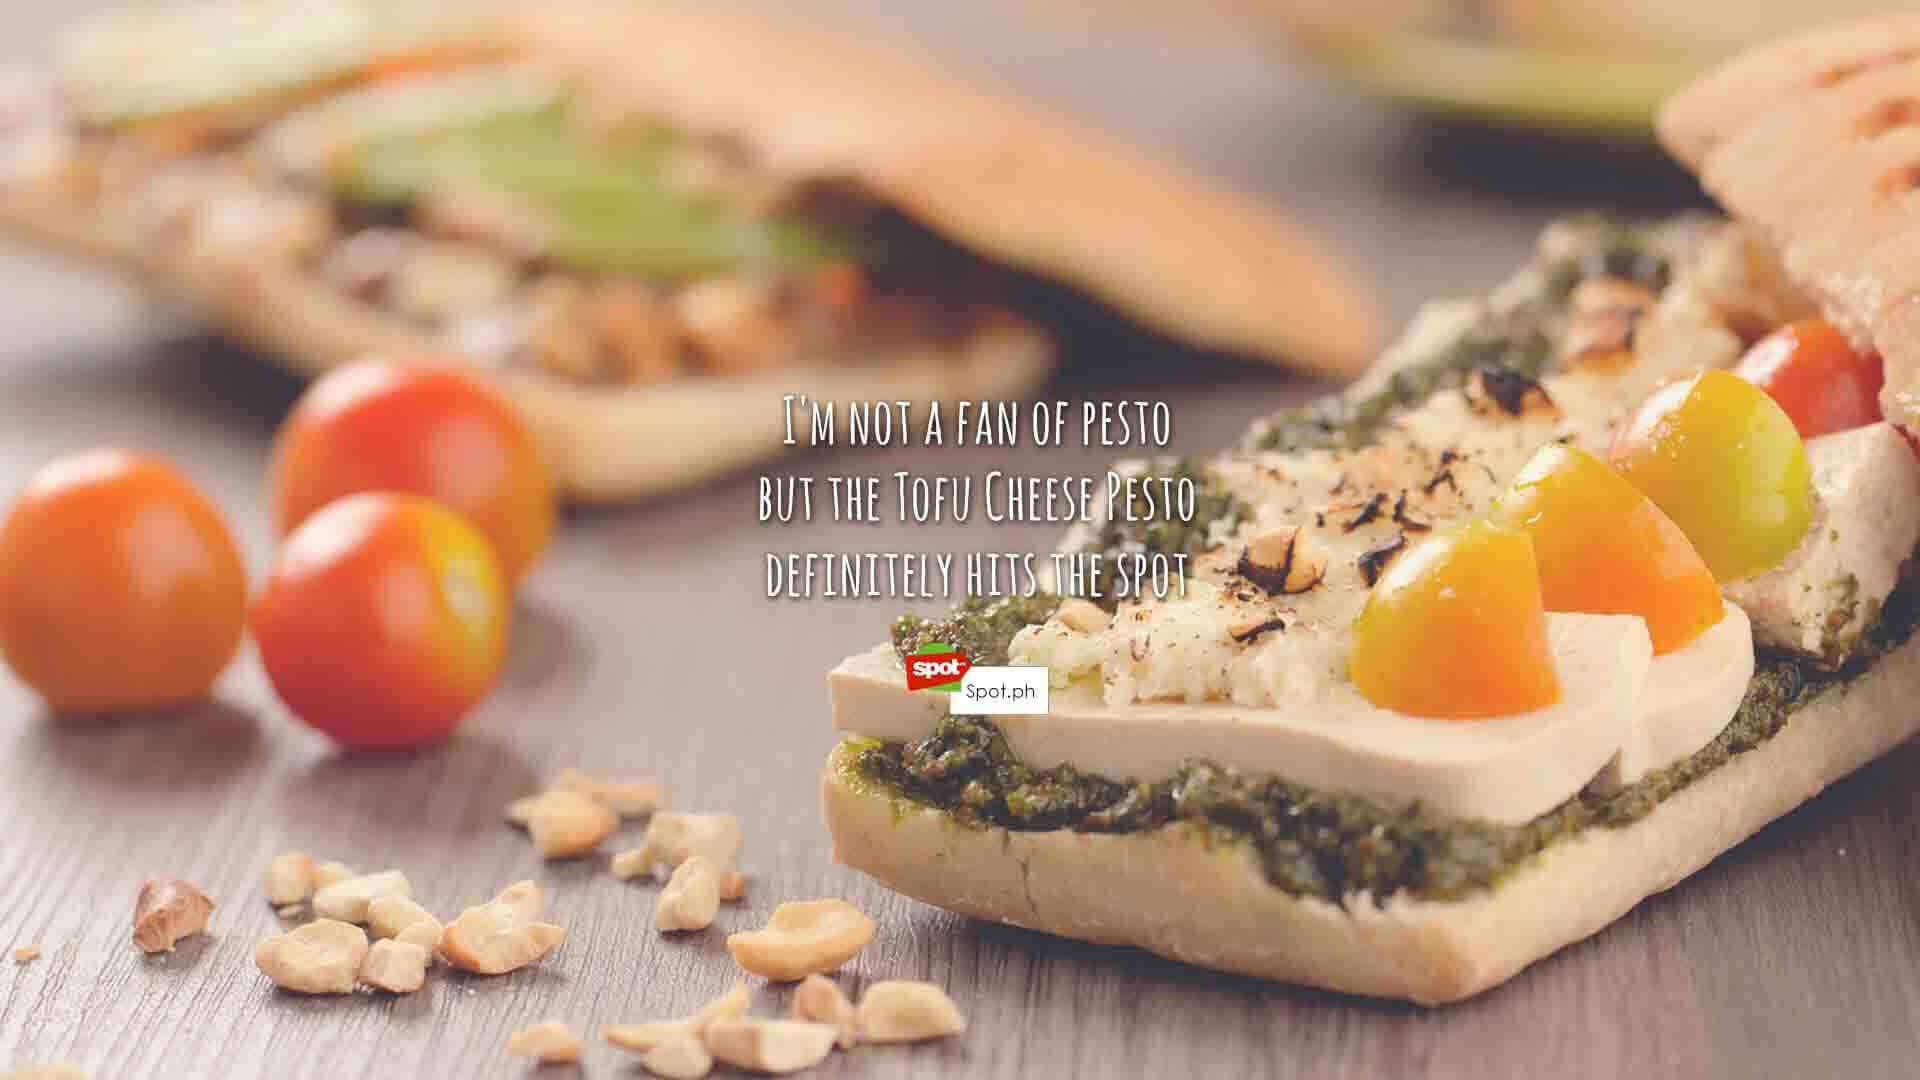 I'm not a fan of pesto
but the Tofu Cheese Pesto
definitely hits the spot
spot
Spot.ph